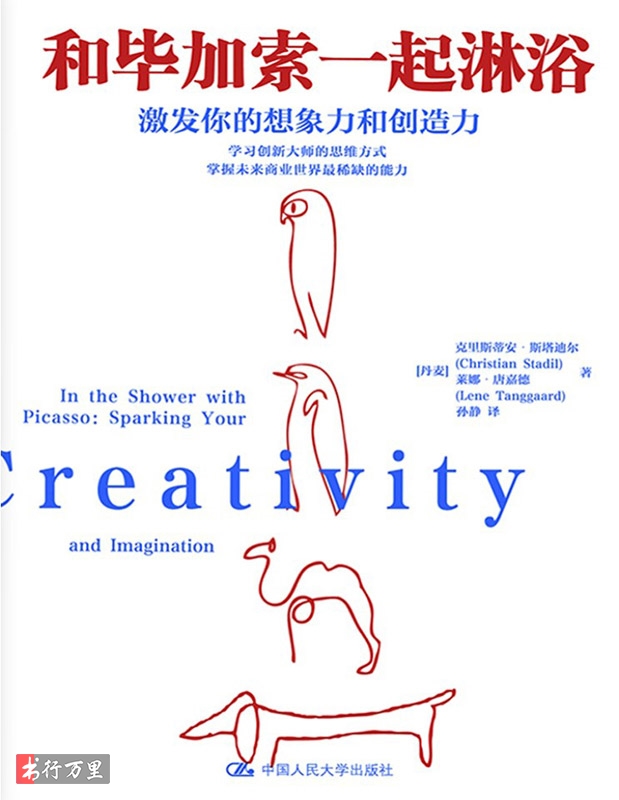 和毕加索一起淋浴
激发你的想象力和创造力
学习创新大师的思维方式
掌握未来商业世界最稀缺的能力
[丹麦]
克里斯蒂安·斯塔迪尔
(Christian Stadil)
莱娜·唐嘉德
(Lene Tanggaard)
著
孙静 译
In the Shower with
Picasso: Sparking Your
Creativity
and Imagination
中国人民大学出版社
书行万里